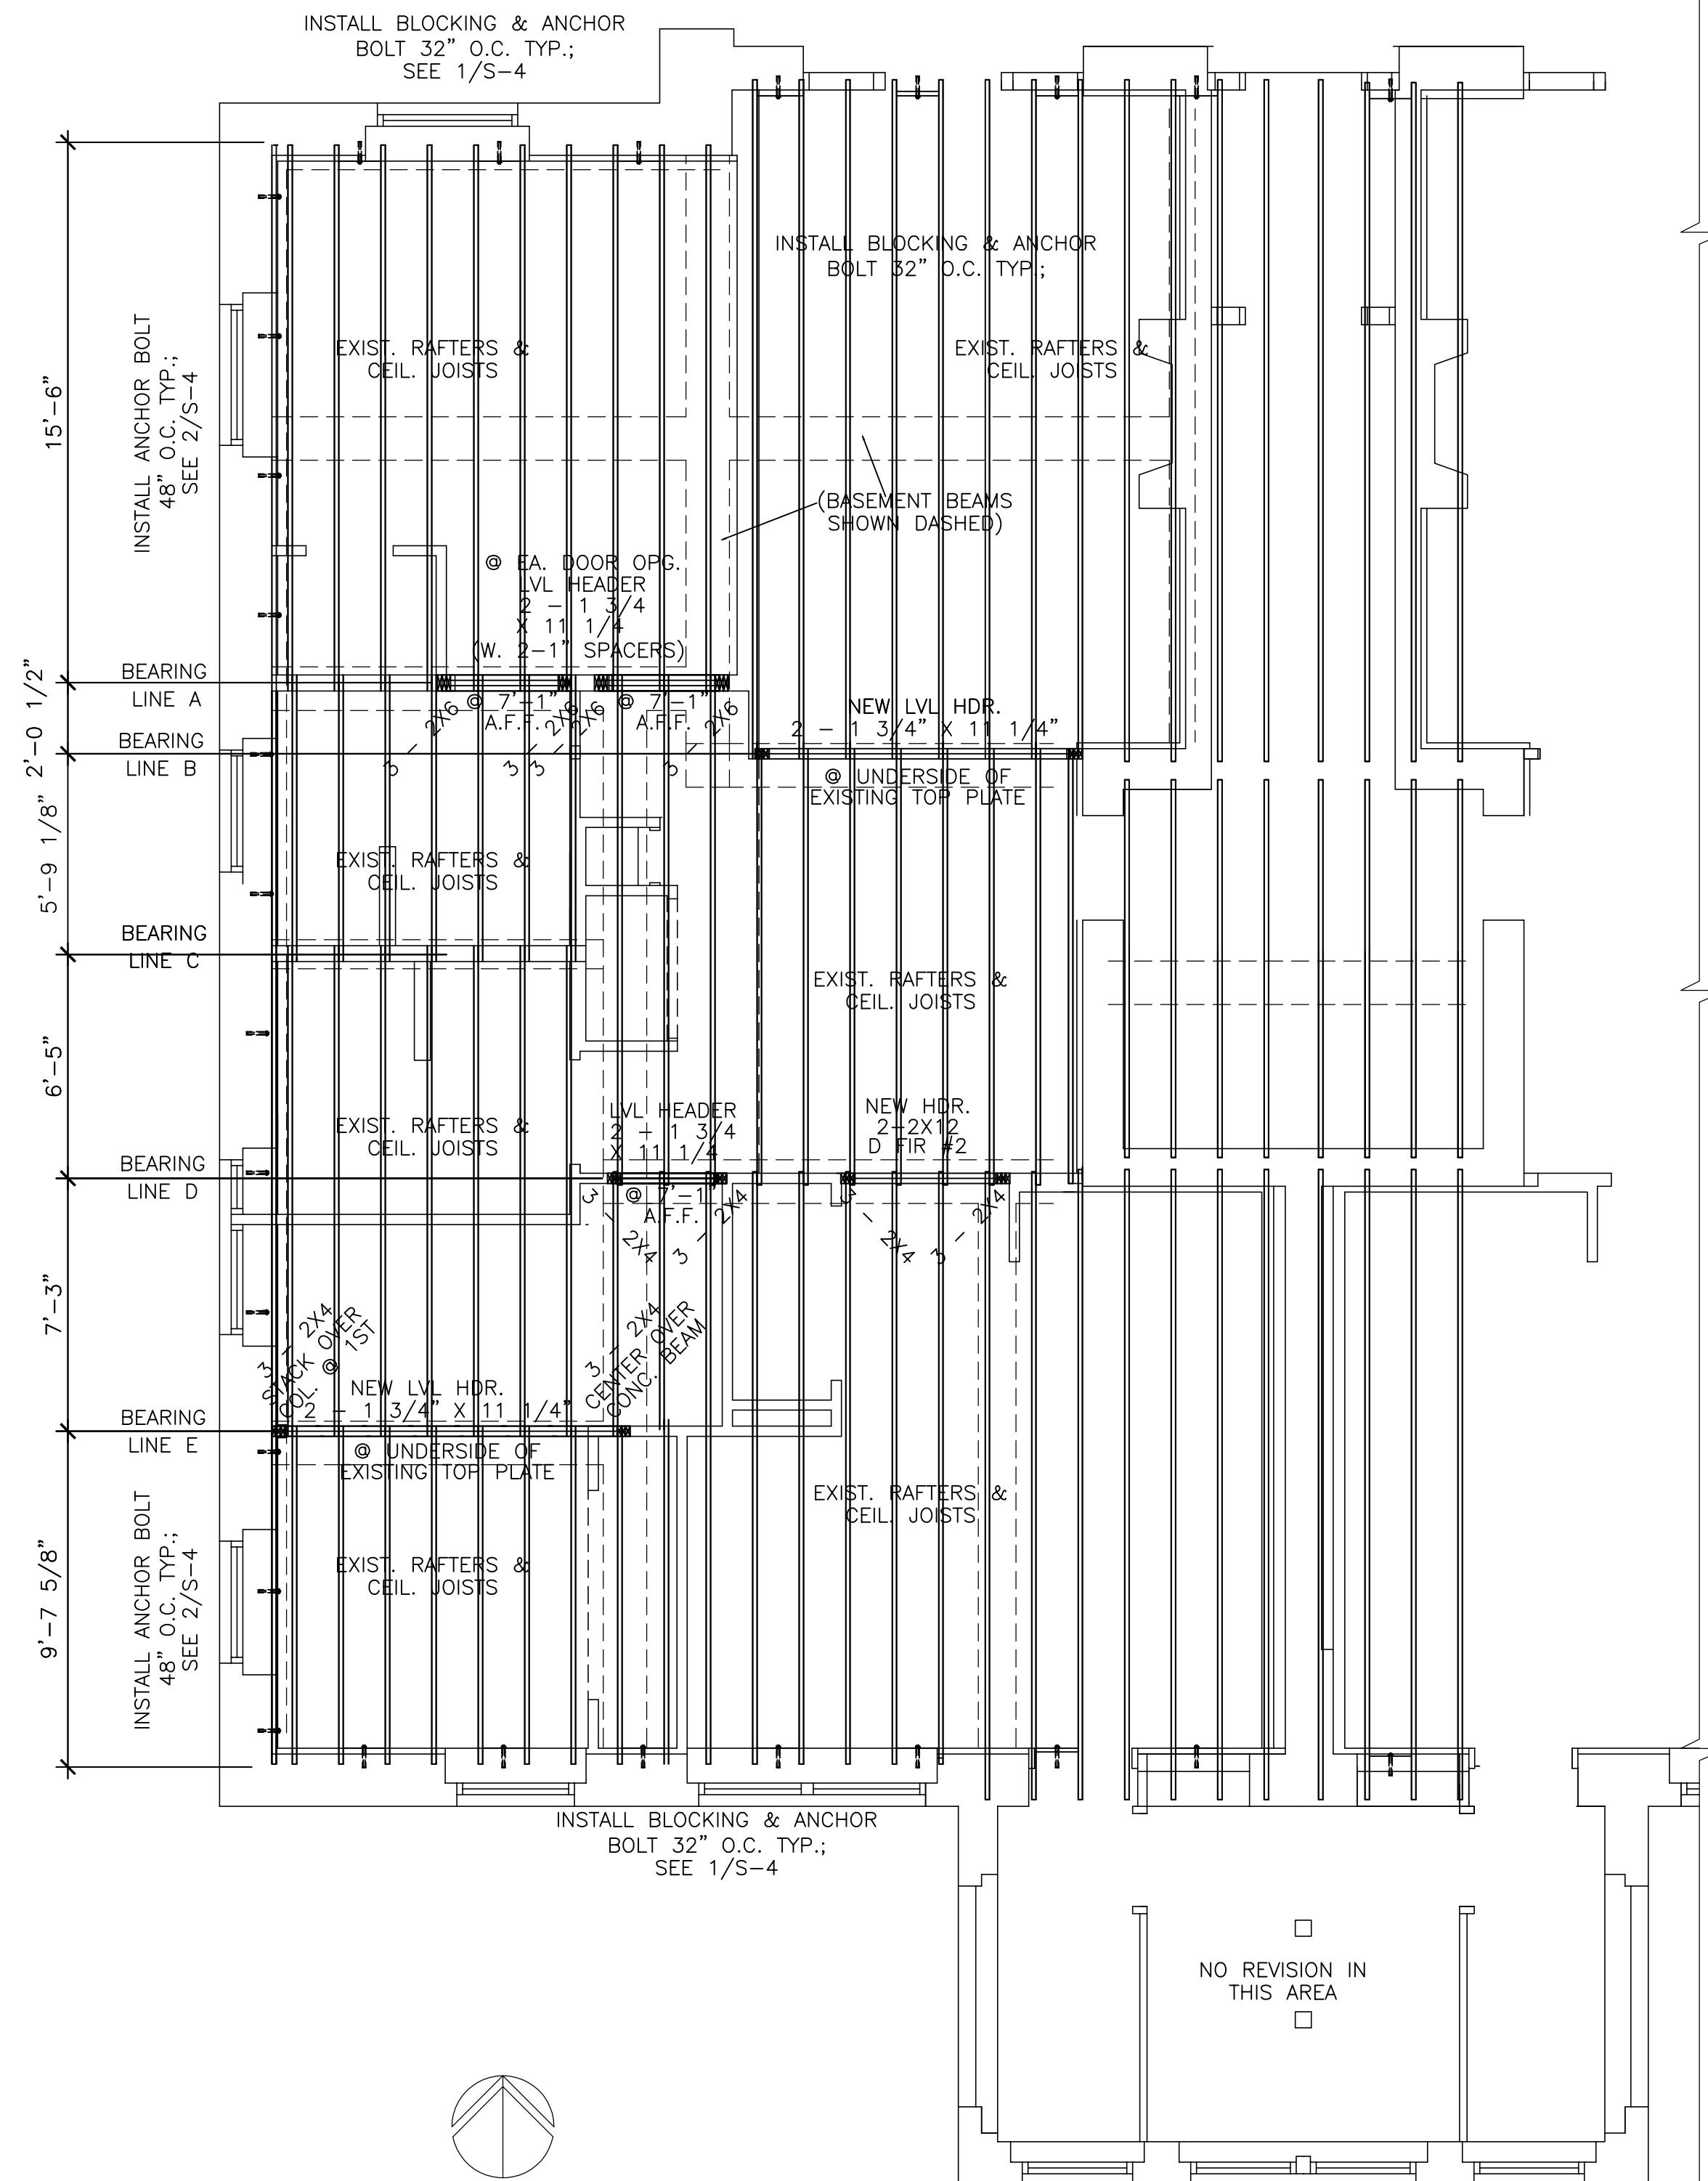 INSTALL BLOCKING & ANCHOR
BOLT 32" O.C. TYP.;
SEE 1/S-4
INSTALL BLOCKING & ANCHOR
BOLT 32" O.C. TYP.;
15'-6"
INSTALL ANCHOR BOLT
48" O.C. TYP.;
SEE 2/S-4
EXIST. RAFTERS &
CEIL. JOISTS
EXIST. RAFTERS &
CEIL. JOISTS
(BASEMENT BEAMS
SHOWN DASHED)
@ EA. DOOR OPG.
LVL HEADER
2 - 1 3/4
X 11 1/4
(W. 2-1" SPACERS)
2'-0 1/2"
BEARING
LINE A
3 - 2X6
@ 7'-1"
A.F.F.
3 - 2X6
3 - 2X6
@ 7'-1"
A.F.F.
3 - 2X6
NEW LVL HDR.
2 - 1 3/4" X 11 1/4"
BEARING
LINE B
@ UNDERSIDE OF
EXISTING TOP PLATE
5'-9 1/8"
EXIST. RAFTERS &
CEIL. JOISTS
BEARING
LINE C
EXIST. RAFTERS &
CEIL. JOISTS
6'-5"
EXIST. RAFTERS &
CEIL. JOISTS
LVL HEADER
2 - 1 3/4
X 11 1/4
NEW HDR.
2-2X12
D FIR #2
BEARING
LINE D
3 - 2X4
@ 7'-1"
A.F.F.
3 - 2X4
3 - 2X4
3 - 2X4
7'-3"
3 - 2X4
STACK OVER
COL. @ 1ST
3 - 2X4
CENTER OVER
CONC. BEAM
NEW LVL HDR.
2 - 1 3/4" X 11 1/4"
BEARING
LINE E
@ UNDERSIDE OF
EXISTING TOP PLATE
EXIST. RAFTERS &
CEIL. JOISTS
9'-7 5/8"
INSTALL ANCHOR BOLT
48" O.C. TYP.;
SEE 2/S-4
EXIST. RAFTERS &
CEIL. JOISTS
INSTALL BLOCKING & ANCHOR
BOLT 32" O.C. TYP.;
SEE 1/S-4
NO REVISION IN
THIS AREA